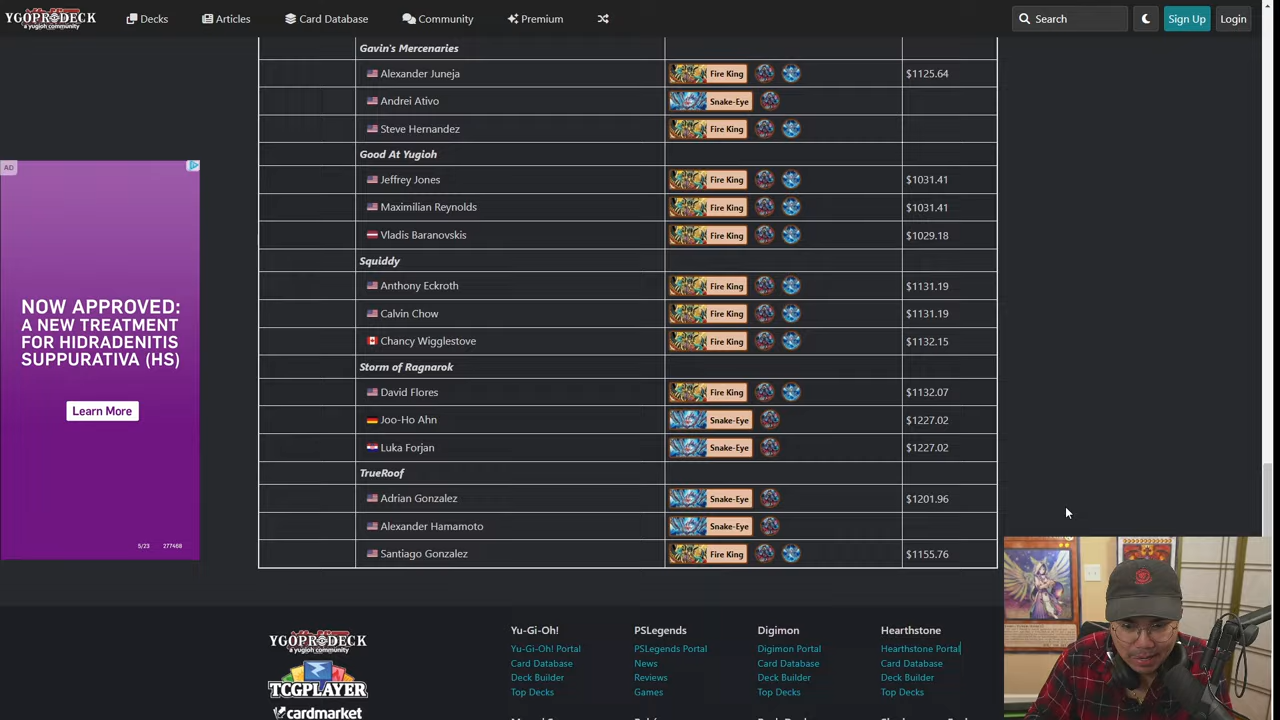 YGOPRODECK
a yugioh community
Decks
Articles
Card Database
Community
Premium
Search
Sign Up
Login
Gavin's Mercenaries
Alexander Juneja Fire King $1125.64
Andrei Ativo Snake-Eye
Steve Hernandez Fire King
Good At Yugioh
Jeffrey Jones Fire King $1031.41
Maximilian Reynolds Fire King $1031.41
Vladis Baranovskis Fire King $1029.18
Squiddy
Anthony Eckroth Fire King $1131.19
Calvin Chow Fire King $1131.19
Chancy Wigglestove Fire King $1132.15
Storm of Ragnarok
David Flores Fire King $1132.07
Joo-Ho Ahn Snake-Eye $1227.02
Luka Forjan Snake-Eye $1227.02
TrueRoof
Adrian Gonzalez Snake-Eye $1201.96
Alexander Hamamoto Snake-Eye
Santiago Gonzalez Fire King $1155.76
AD
NOW APPROVED:
A NEW TREATMENT
FOR HIDRADENITIS
SUPPURATIVA (HS)
Learn More
5/23 277468
YGOPRODECK
a yugioh community
TCGPLAYER
cardmarket
Yu-Gi-Oh!
Yu-Gi-Oh! Portal
Card Database
Deck Builder
Top Decks
PSLegends
PSLegends Portal
News
Reviews
Games
Digimon
Digimon Portal
Card Database
Deck Builder
Top Decks
Hearthstone
Hearthstone Portal
Card Database
Deck Builder
Top Decks